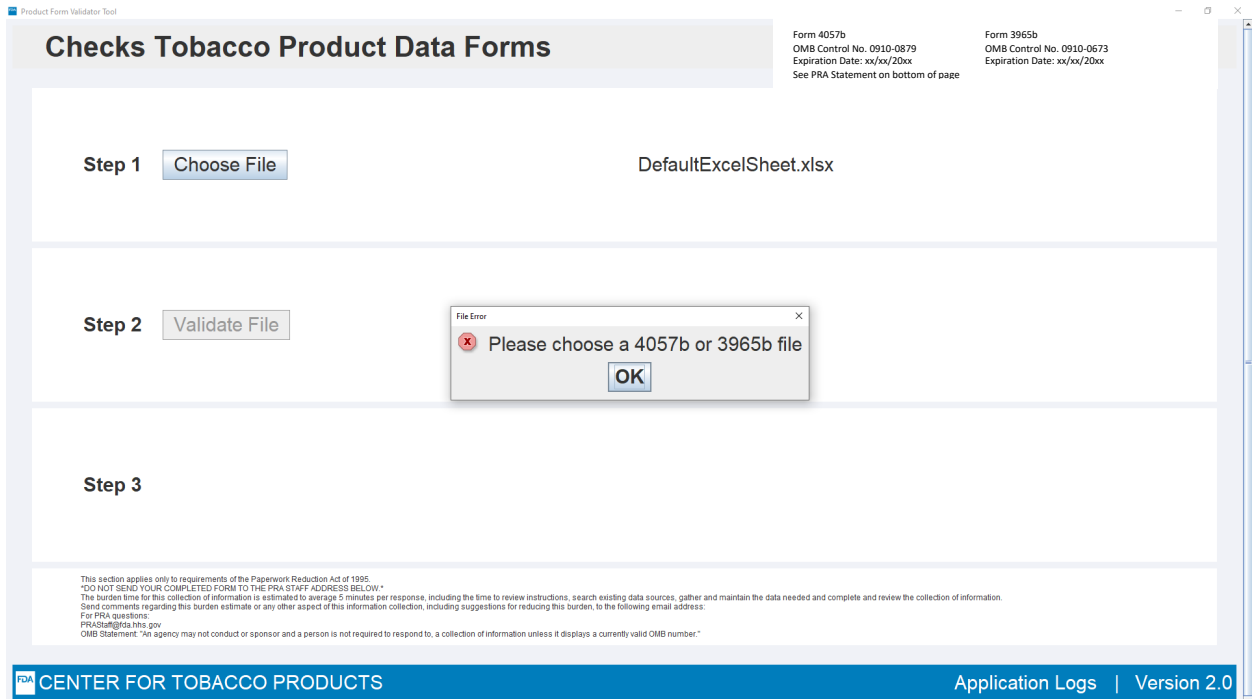 Product Form Validator Tool
Checks Tobacco Product Data Forms
Form 4057b
OMB Control No. 0910-0879
Expiration Date: xx/xx/20xx
See PRA Statement on bottom of page
Form 3965b
OMB Control No. 0910-0673
Expiration Date: xx/xx/20xx
Step 1
Choose File
DefaultExcelSheet.xlsx
Step 2
Validate File
File Error
Please choose a 4057b or 3965b file
OK
Step 3
This section applies only to requirements of the Paperwork Reduction Act of 1995.
*DO NOT SEND YOUR COMPLETED FORM TO THE PRA STAFF ADDRESS BELOW.*
The burden time for this collection of information is estimated to average 5 minutes per response, including the time to review instructions, search existing data sources, gather and maintain the data needed and complete and review the collection of information.
Send comments regarding this burden estimate or any other aspect of this information collection, including suggestions for reducing this burden, to the following email address:
For PRA questions:
PRAStaff@fda.hhs.gov
OMB Statement: "An agency may not conduct or sponsor and a person is not required to respond to, a collection of information unless it displays a currently valid OMB number."
FDA CENTER FOR TOBACCO PRODUCTS
Application Logs | Version 2.0